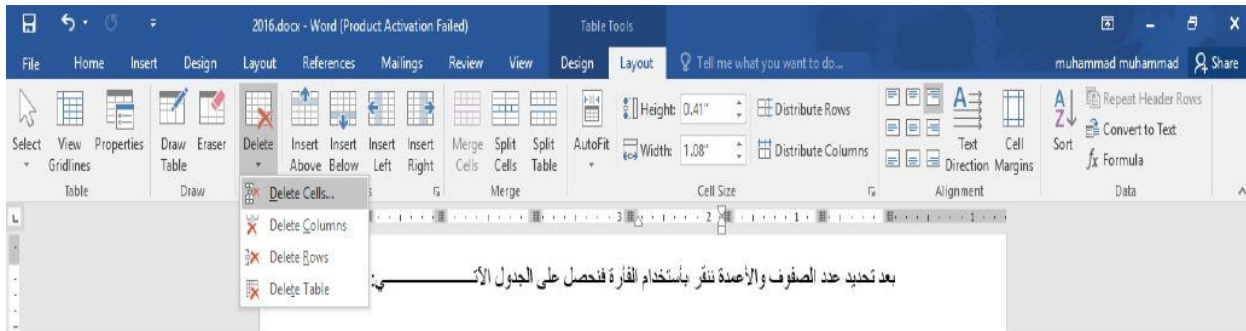 2016.docx - Word (Product Activation Failed)
Table Tools
File Home Insert Design Layout References Mailings Review View Design Layout Tell me what you want to do... muhammad muhammad Share
Select
View Gridlines
Properties
Table
Draw Table
Eraser
Draw
Delete
Insert Above
Insert Below
Insert Left
Insert Right
Merge Cells
Split Cells
Split Table
Merge
AutoFit
Height: 0.41"
Width: 1.08"
Distribute Rows
Distribute Columns
Cell Size
Text Direction
Cell Margins
Alignment
Sort
Repeat Header Rows
Convert to Text
fx Formula
Data
Delete Cells...
Delete Columns
Delete Rows
Delete Table
3 2 1 1
بعد تحديد عدد الصفوف والأعمدة ننقر بأستخدام الفأرة فنحصل على الجدول الآتـــــــــــي: